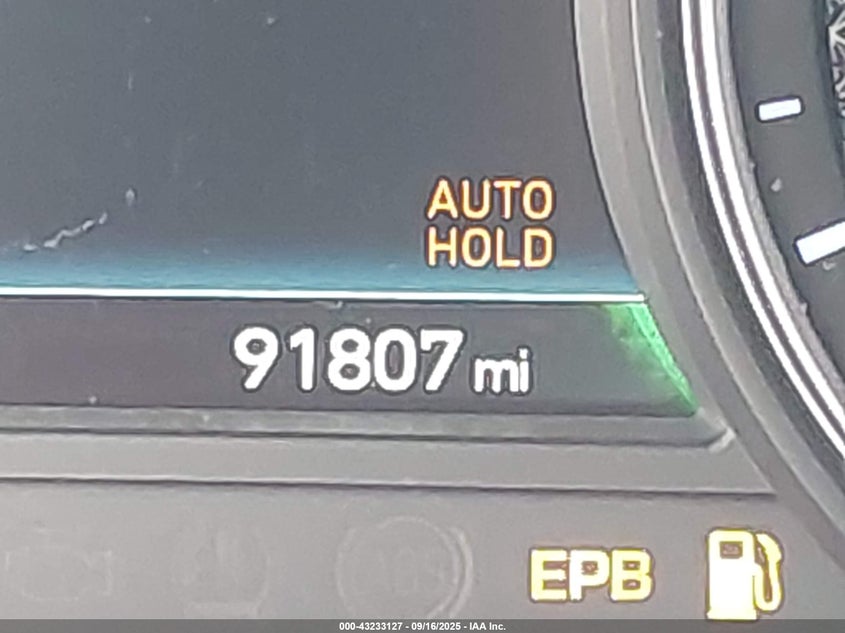 AUTO
HOLD
91807 mi
EPB
000-43233127 - 09/16/2025 - IAA Inc.